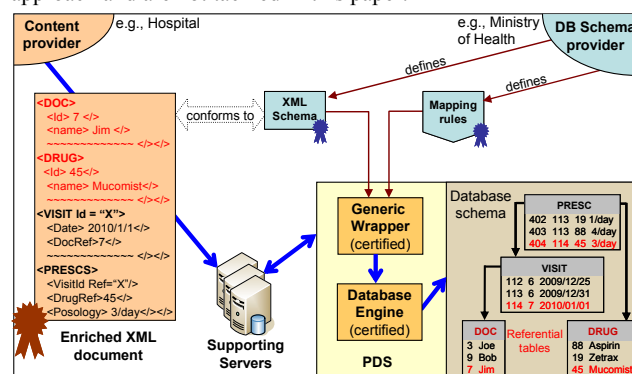 Content
provider
e.g., Hospital
e.g., Ministry
of Health
DB Schema
provider
defines
defines
conforms to
XML
Schema
Mapping
rules
<DOC>
<Id> 7 </>
<name> Jim </>
~~~~~~~~~~~~~ </></>
<DRUG>
<Id> 45</>
<name> Mucomist</>
~~~~~~~~~~~~~ </></>
<VISIT Id = “X”>
<Date> 2010/1/1</>
<DocRef>7</>
~~~~~~~~~~~~~ </></>
<PRESCS>
<VisitId Ref=“X”/>
<DrugRef>45</>
<Posology> 3/day</></>
Enriched XML
document
Supporting
Servers
Generic
Wrapper
(certified)
Database
Engine
(certified)
PDS
Database
schema
PRESC
402 113 19 1/day
403 113 88 4/day
404 114 45 3/day
VISIT
112 6 2009/12/25
113 6 2009/12/31
114 7 2010/01/01
DOC
3 Joe
9 Bob
7 Jim
Referential
tables
DRUG
88 Aspirin
19 Zetrax
45 Mucomist